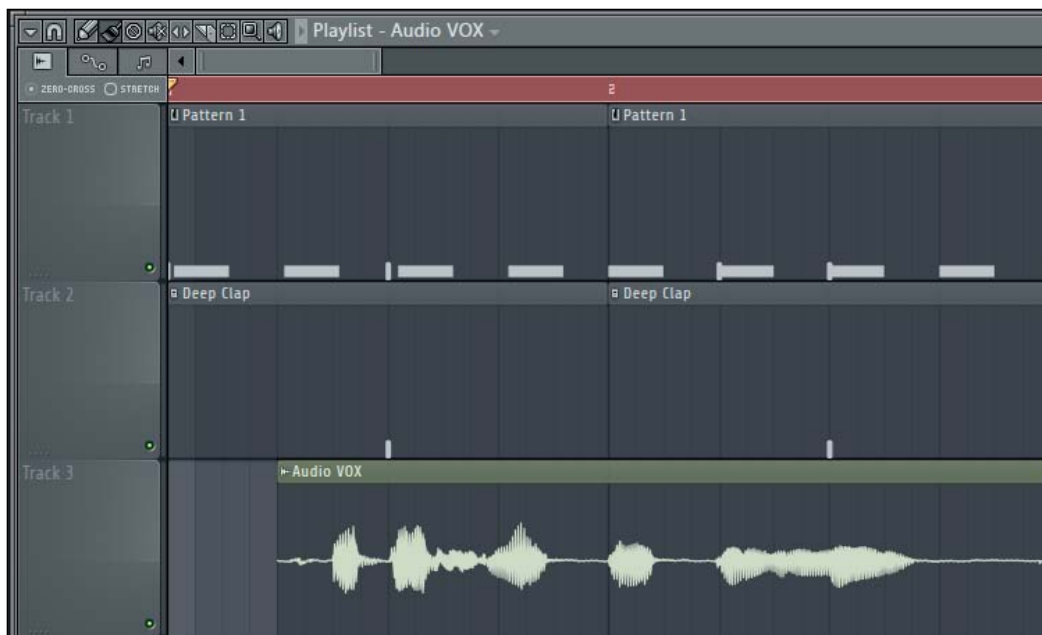 Playlist - Audio VOX
ZERO-CROSS STRETCH
2
Track 1
Pattern 1
Pattern 1
Track 2
Deep Clap
Deep Clap
Track 3
Audio VOX